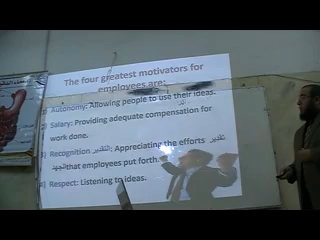 The four greatest motivators for
employees are:
Autonomy: Allowing people to use their ideas.
Salary: Providing adequate compensation for
work done.
Recognition التقدير: Appreciating the efforts تقدير
that employees put forth.
Respect: Listening to ideas.